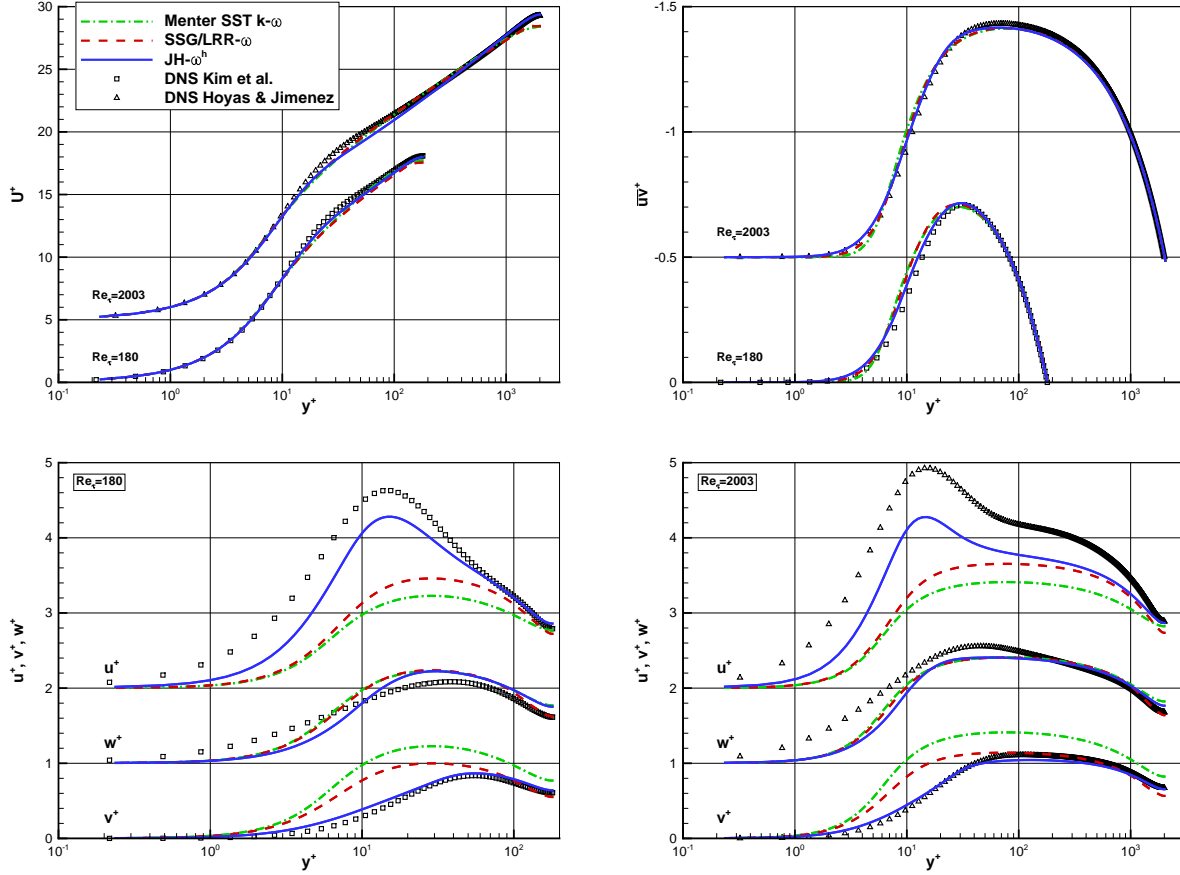 Menter SST k-ω
SSG/LRR-ω
JH-ω^h
DNS Kim et al.
DNS Hoyas & Jimenez
U⁺
30
25
20
15
10
5
0
Re_τ=2003
Re_τ=180
10⁻¹ 10⁰ 10¹ 10² 10³
y⁺
u̅v̅⁺
-1.5
-1
-0.5
0
Re_τ=2003
Re_τ=180
10⁻¹ 10⁰ 10¹ 10² 10³
y⁺
Re_τ=180
u⁺, v⁺, w⁺
5
4
3
2
1
0
u⁺
w⁺
v⁺
10⁻¹ 10⁰ 10¹ 10²
y⁺
Re_τ=2003
u⁺, v⁺, w⁺
5
4
3
2
1
0
u⁺
w⁺
v⁺
10⁻¹ 10⁰ 10¹ 10² 10³
y⁺